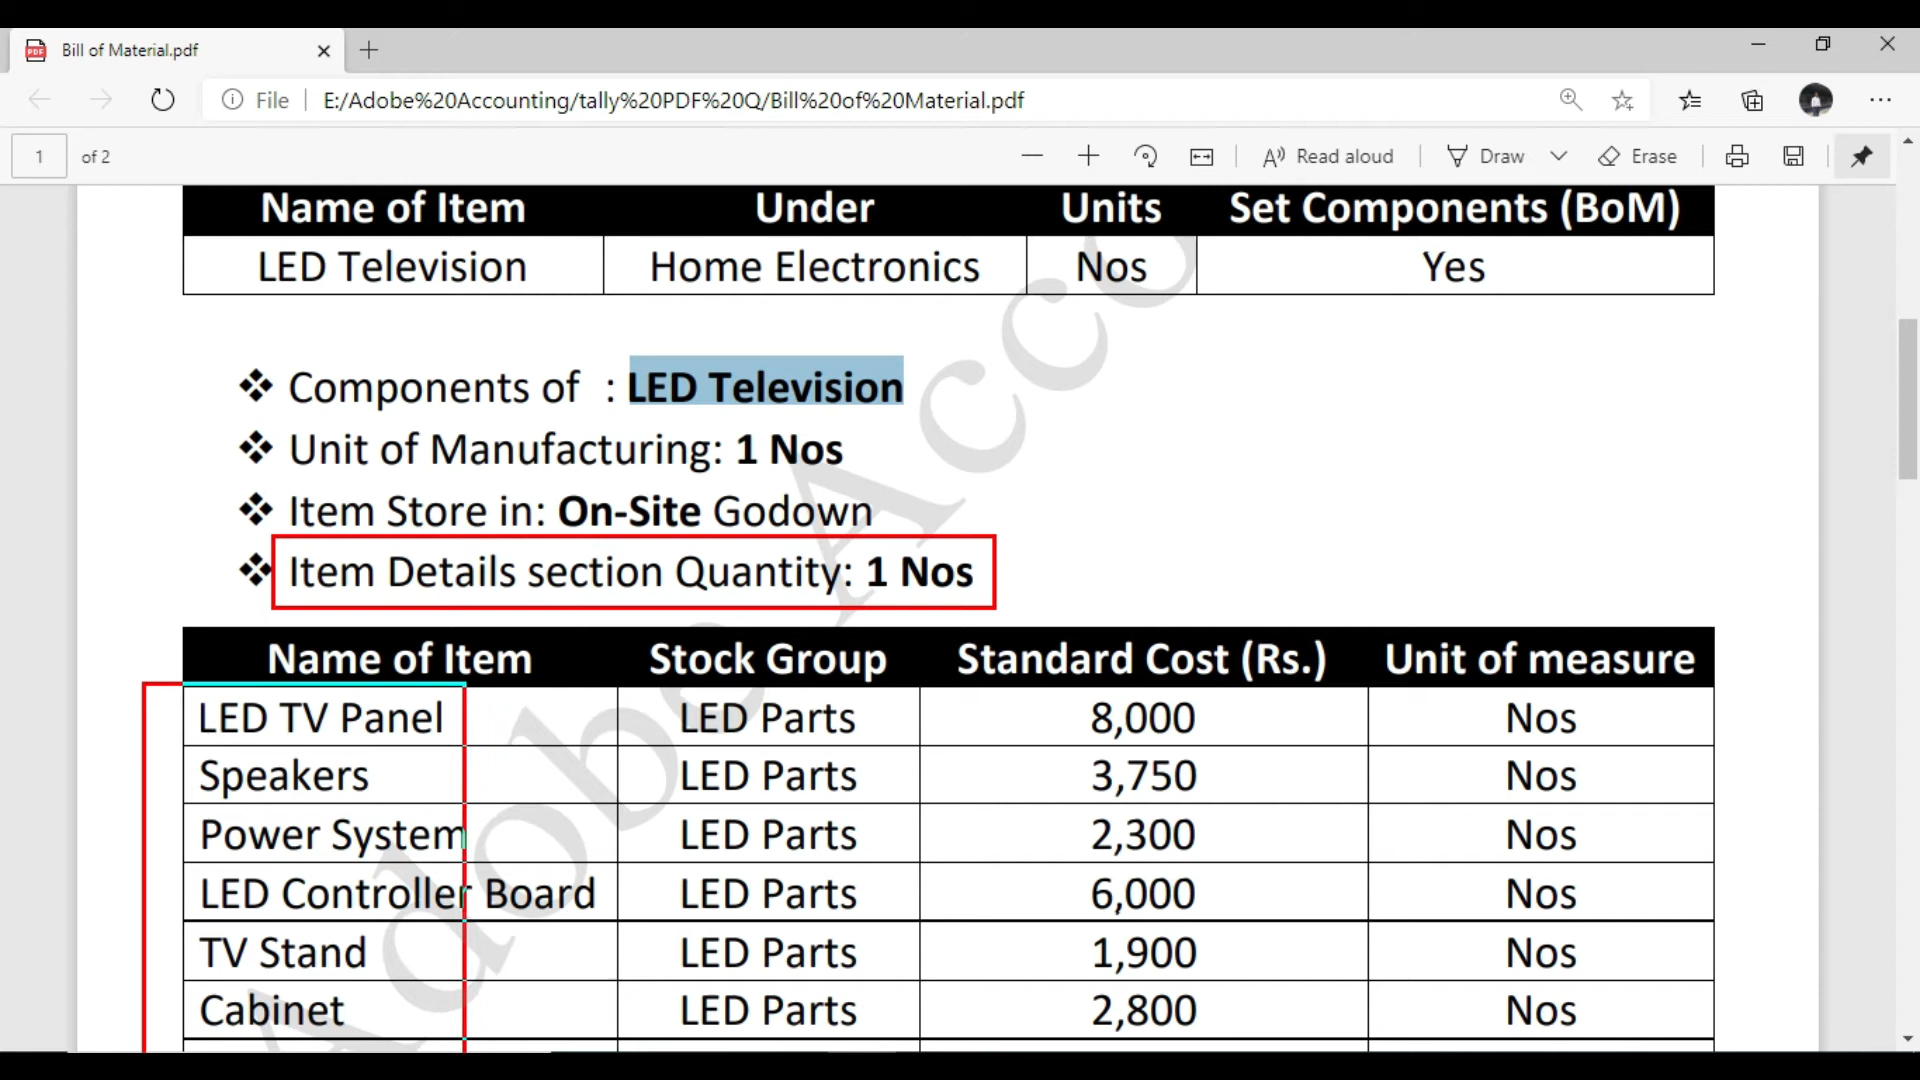 Bill of Material.pdf
File E:/Adobe%20Accounting/tally%20PDF%20Q/Bill%20of%20Material.pdf
1 of 2 Read aloud Draw Erase
Name of Item Under Units Set Components (BoM)
LED Television Home Electronics Nos Yes
❖ Components of : LED Television
❖ Unit of Manufacturing: 1 Nos
❖ Item Store in: On-Site Godown
❖ Item Details section Quantity: 1 Nos
Name of Item Stock Group Standard Cost (Rs.) Unit of measure
LED TV Panel LED Parts 8,000 Nos
Speakers LED Parts 3,750 Nos
Power System LED Parts 2,300 Nos
LED Controller Board LED Parts 6,000 Nos
TV Stand LED Parts 1,900 Nos
Cabinet LED Parts 2,800 Nos
Adobe Acco